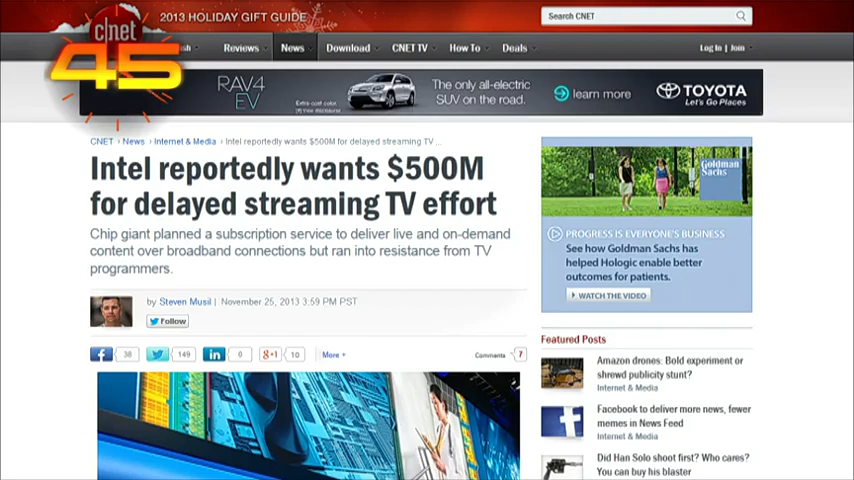 2013 HOLIDAY GIFT GUIDE
Search CNET
c|net
45
Reviews
News
Download
CNET TV
How To
Deals
Log In | Join
RAV4
EV
Extra-cost color.
The only all-electric
SUV on the road.
learn more
TOYOTA
Let's Go Places
CNET › News › Internet & Media › Intel reportedly wants $500M for delayed streaming TV ...
Intel reportedly wants $500M
for delayed streaming TV effort
Chip giant planned a subscription service to deliver live and on-demand
content over broadband connections but ran into resistance from TV
programmers.
by Steven Musil | November 25, 2013 3:59 PM PST
Follow
38
149
in
0
g+1
10
More +
Comments
7
Goldman
Sachs
PROGRESS IS EVERYONE'S BUSINESS
See how Goldman Sachs has
helped Hologic enable better
outcomes for patients.
WATCH THE VIDEO
Featured Posts
Amazon drones: Bold experiment or
shrewd publicity stunt?
Internet & Media
Facebook to deliver more news, fewer
memes in News Feed
Internet & Media
Did Han Solo shoot first? Who cares?
You can buy his blaster